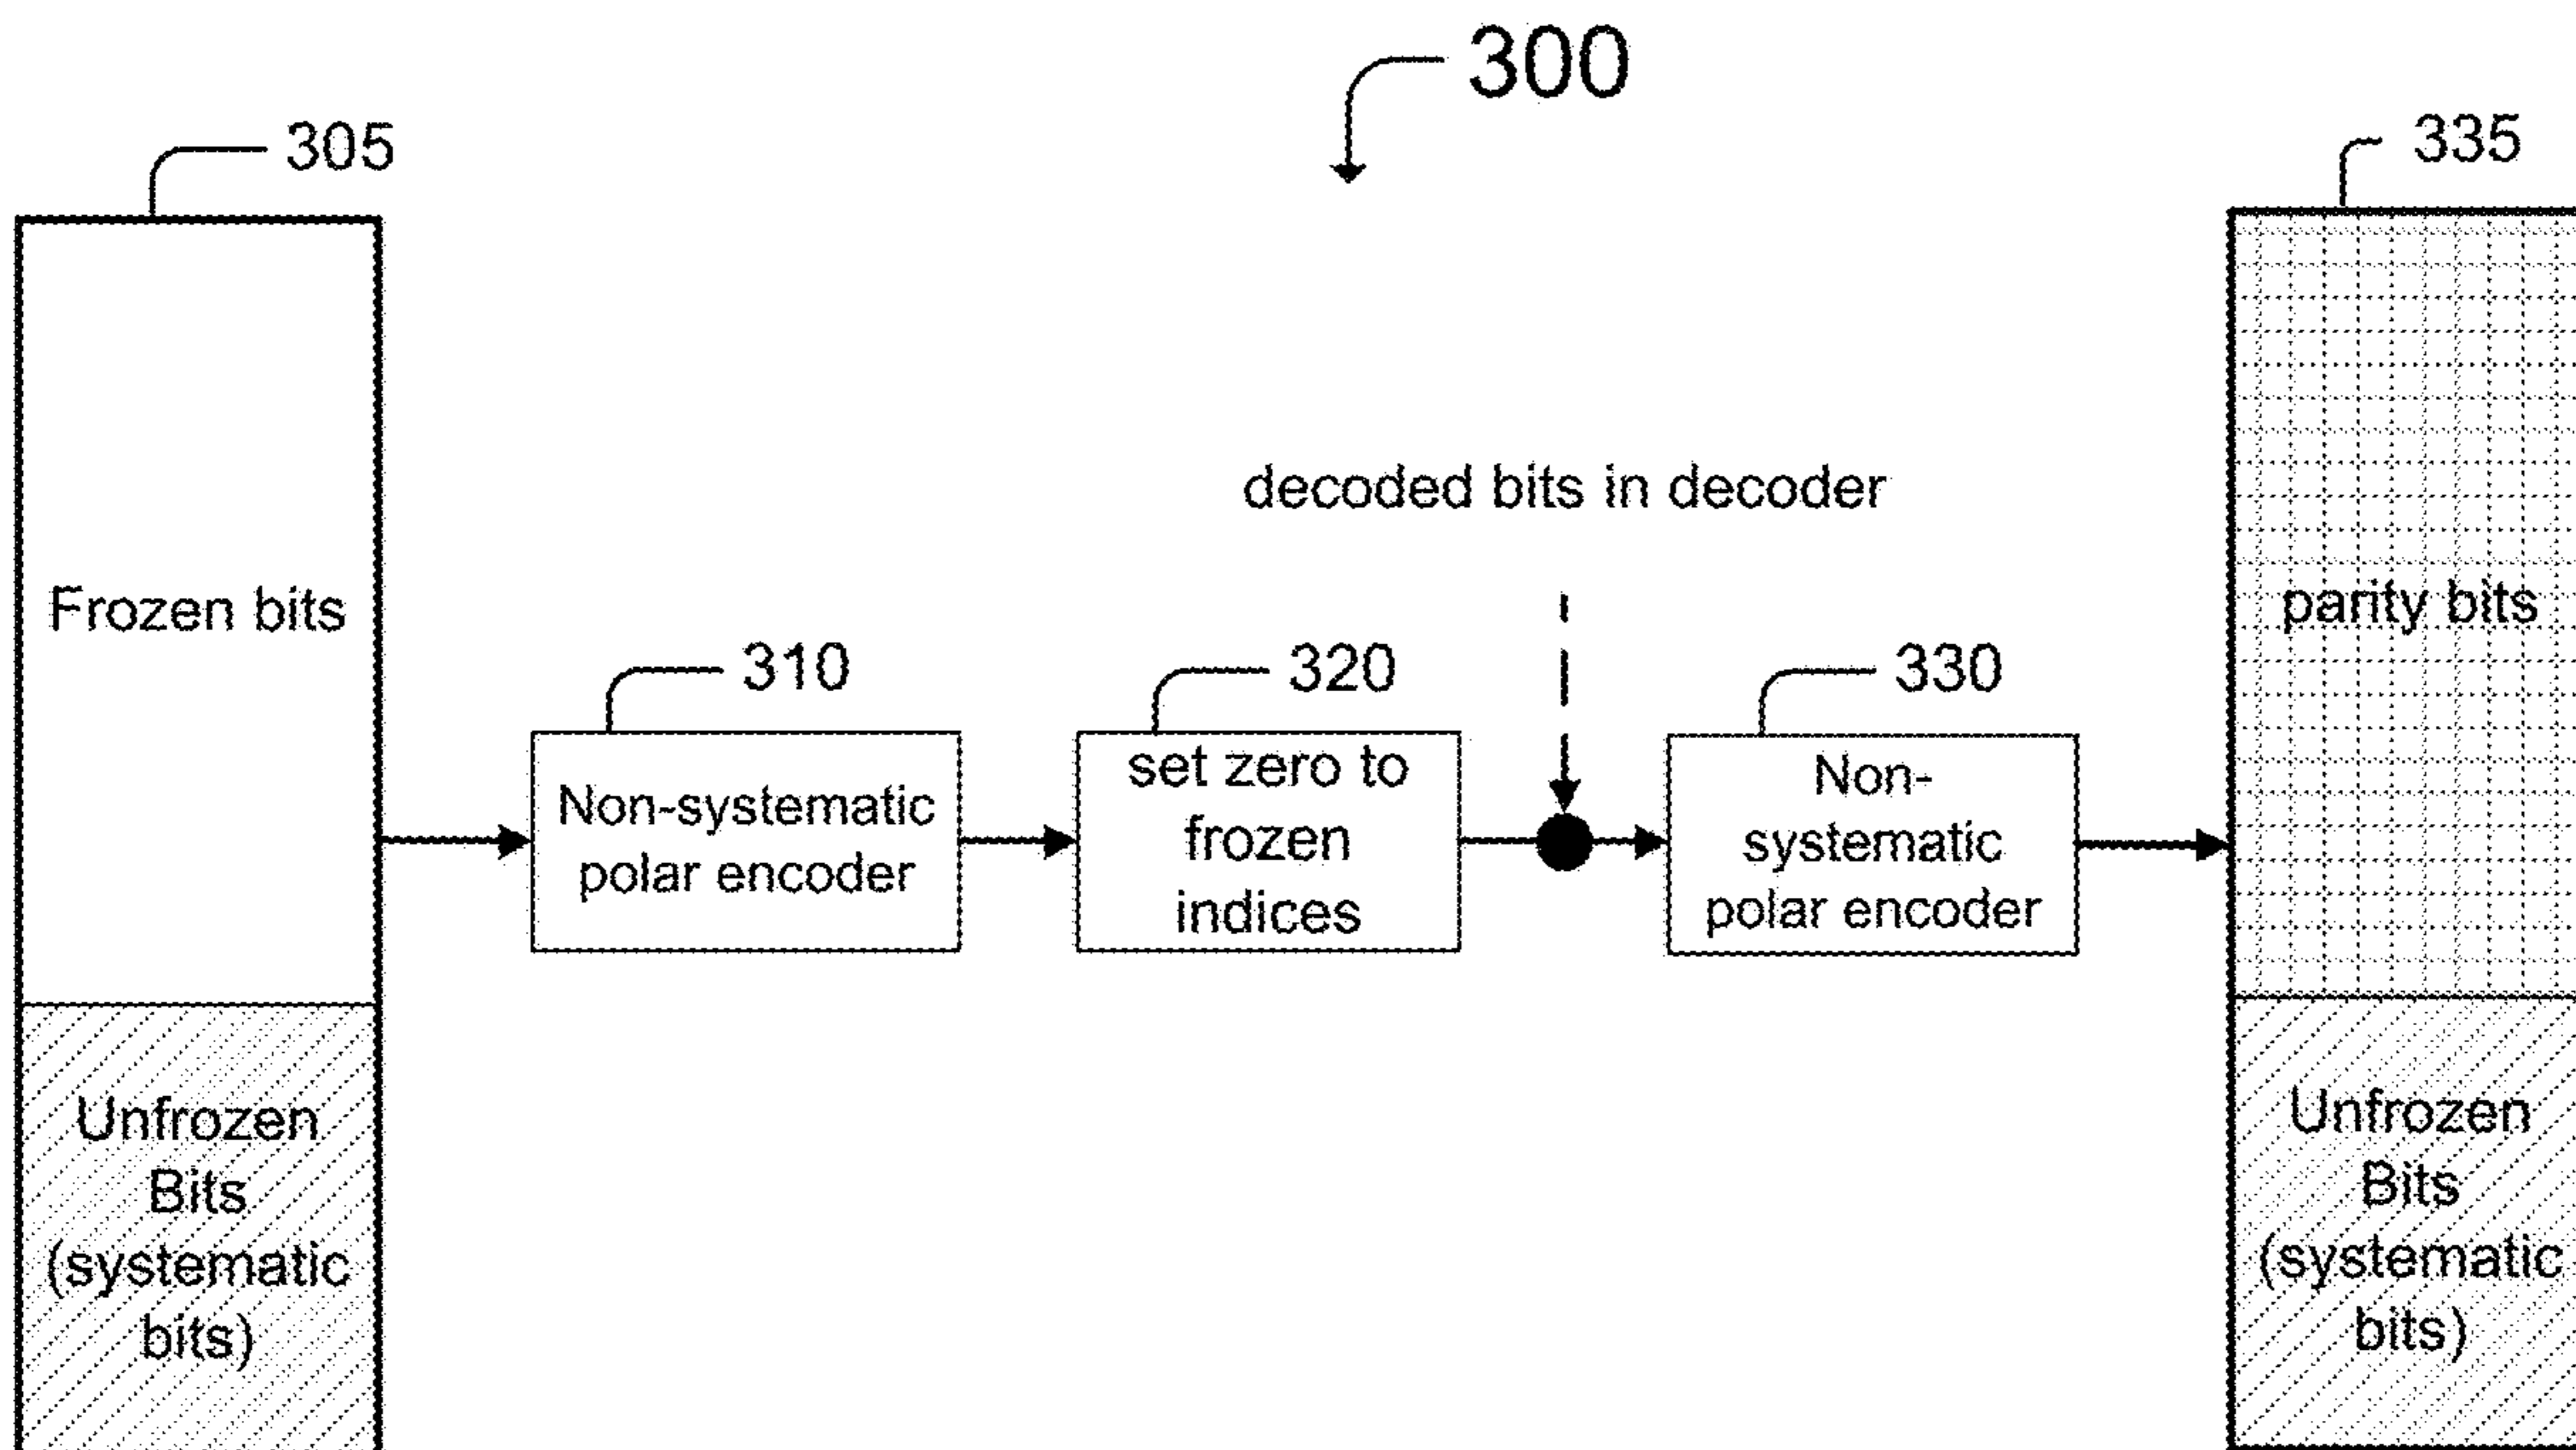 300
305
335
decoded bits in decoder
Frozen bits
parity bits
310
320
330
Non-systematic
polar encoder
set zero to
frozen
indices
Non-
systematic
polar encoder
Unfrozen
Bits
(systematic
bits)
Unfrozen
Bits
(systematic
bits)